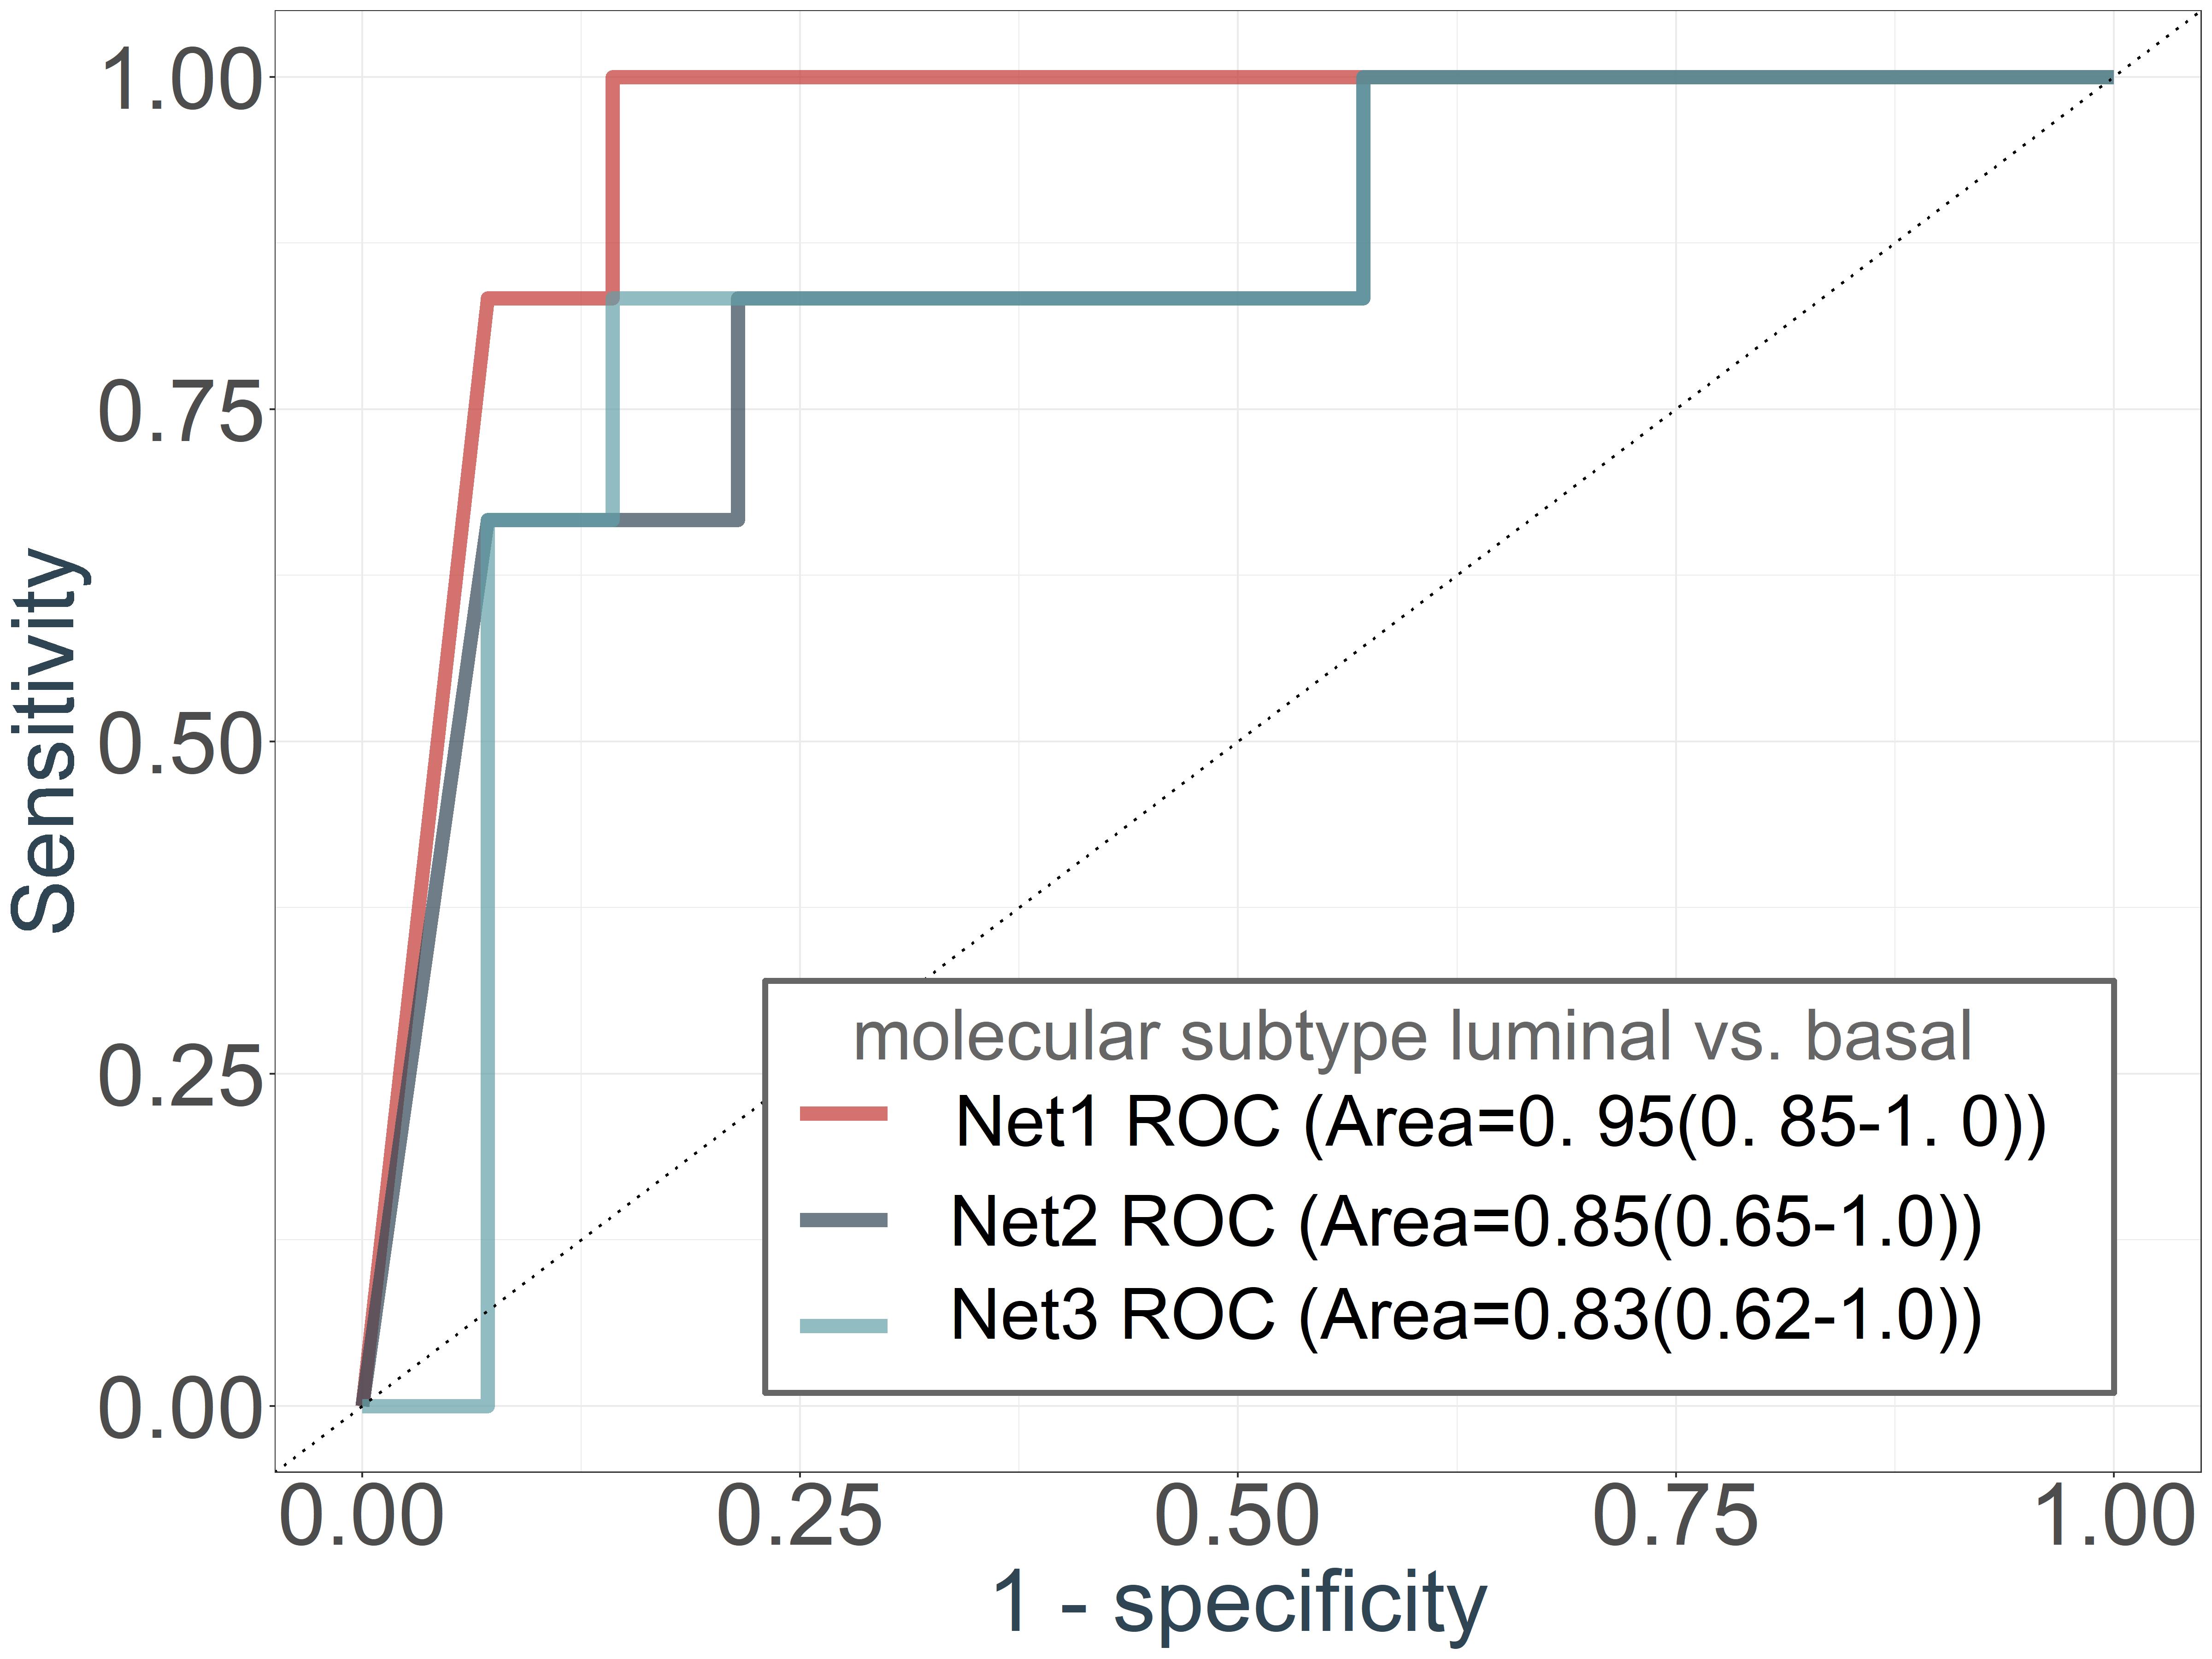 1.00
0.75
0.50
0.25
0.00
Sensitivity
molecular subtype luminal vs. basal
Net1 ROC (Area=0. 95(0. 85-1. 0))
Net2 ROC (Area=0.85(0.65-1.0))
Net3 ROC (Area=0.83(0.62-1.0))
0.00 0.25 0.50 0.75 1.00
1 - specificity